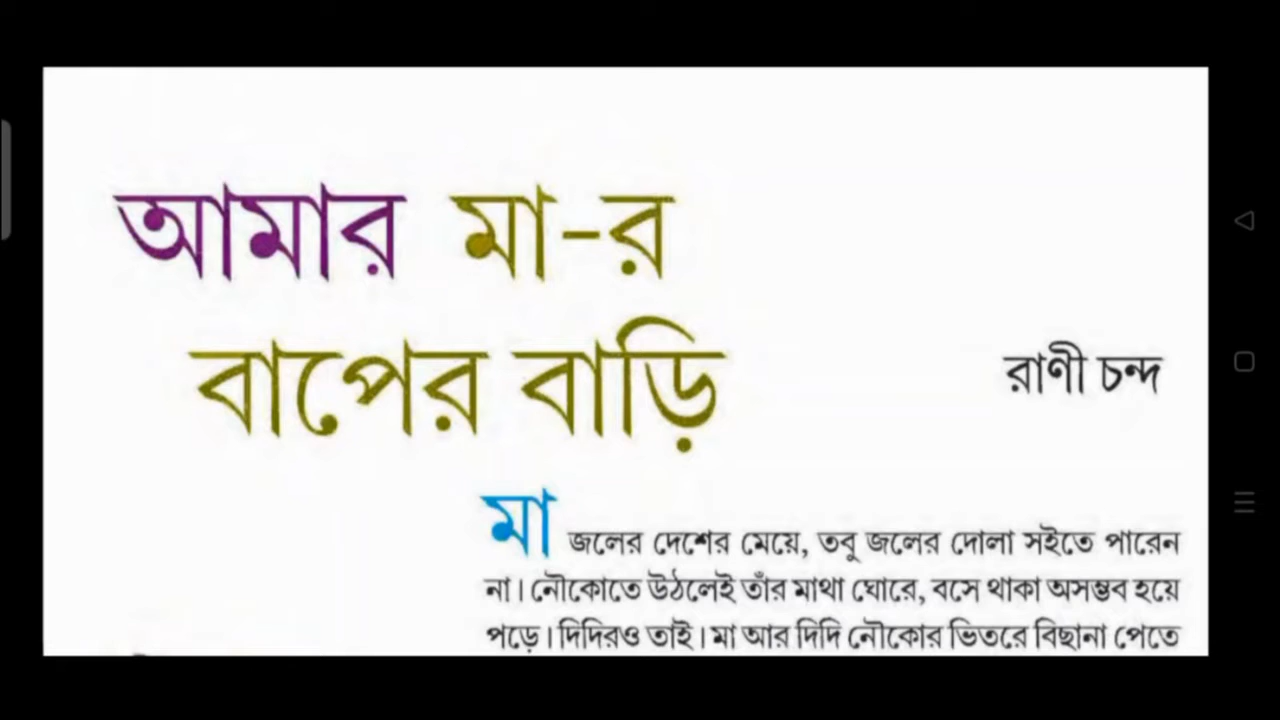 আমার মা-র
বাপের বাড়ি
রাণী চন্দ
মা জলের দেশের মেয়ে, তবু জলের দোলা সইতে পারেন
না। নৌকোতে উঠলেই তাঁর মাথা ঘোরে, বসে থাকা অসম্ভব হয়ে
পড়ে। দিদিরও তাই। মা আর দিদি নৌকোর ভিতরে বিছানা পেতে